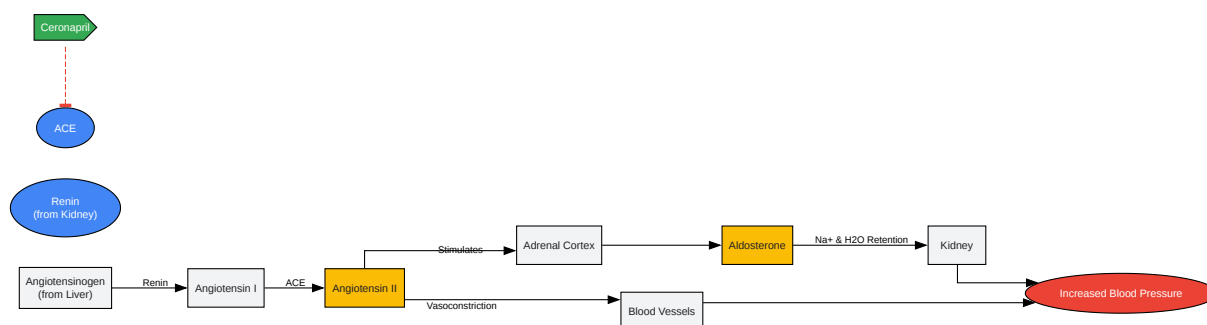 Ceronapril
ACE
Renin
(from Kidney)
Stimulates
Adrenal Cortex
Aldosterone
Na+ & H2O Retention
Kidney
Angiotensinogen
(from Liver)
Renin
Angiotensin I
ACE
Angiotensin II
Vasoconstriction
Blood Vessels
Increased Blood Pressure